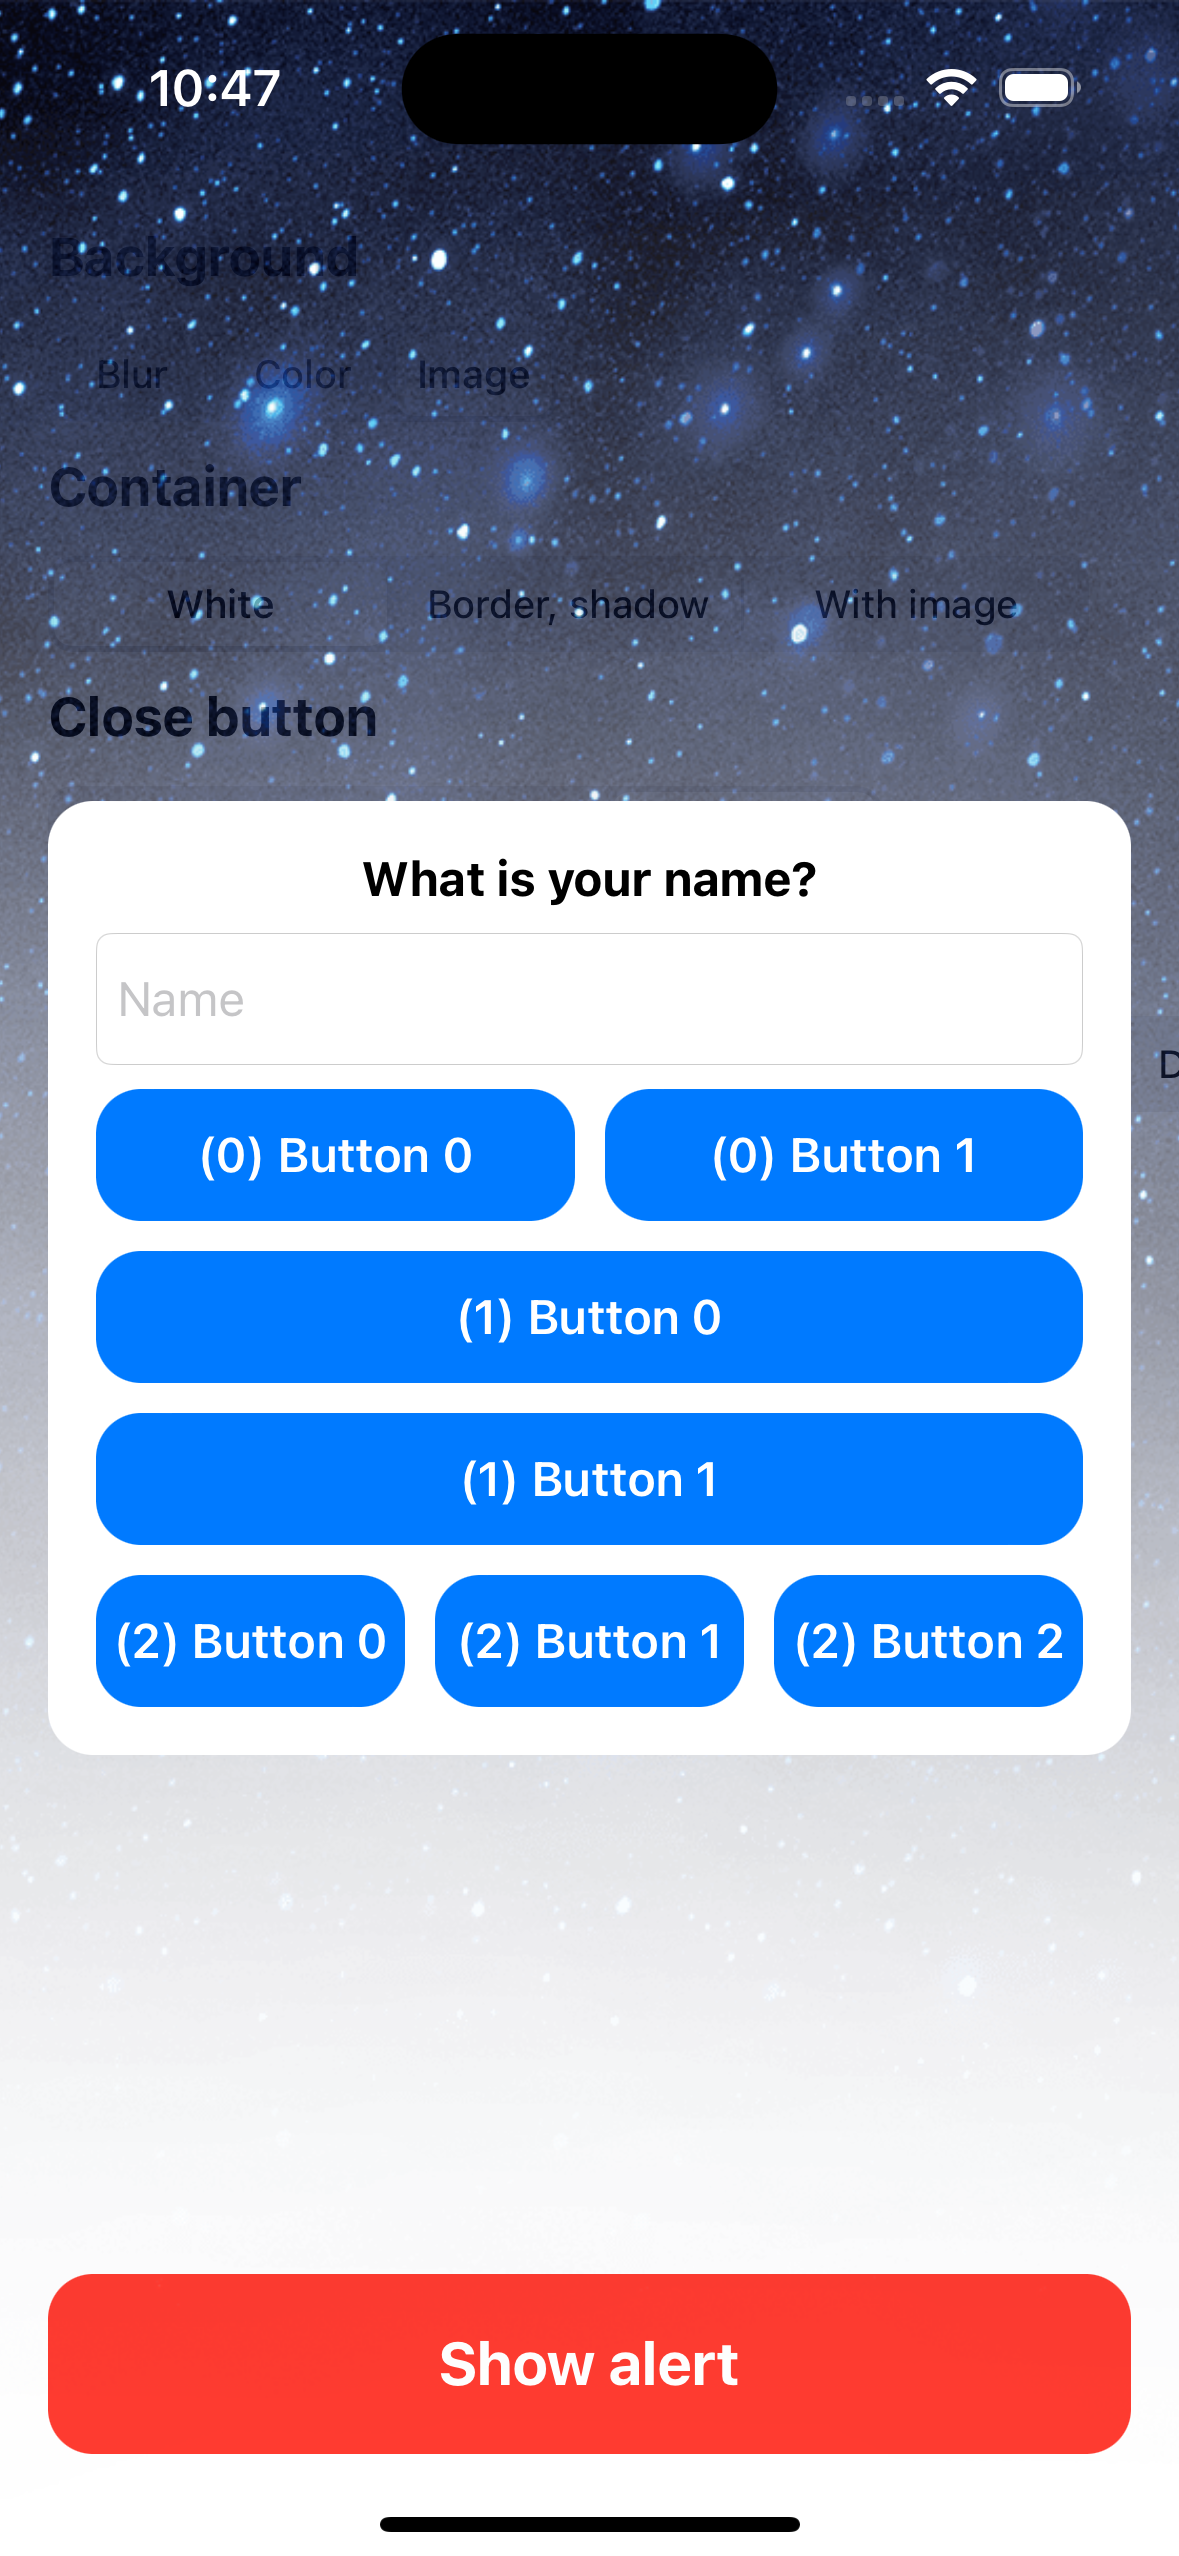 10:47
Background
Blur Color Image
Container
White Border, shadow With image
Close button
What is your name?
Name
D
(0) Button 0 (0) Button 1
(1) Button 0
(1) Button 1
(2) Button 0 (2) Button 1 (2) Button 2
Show alert